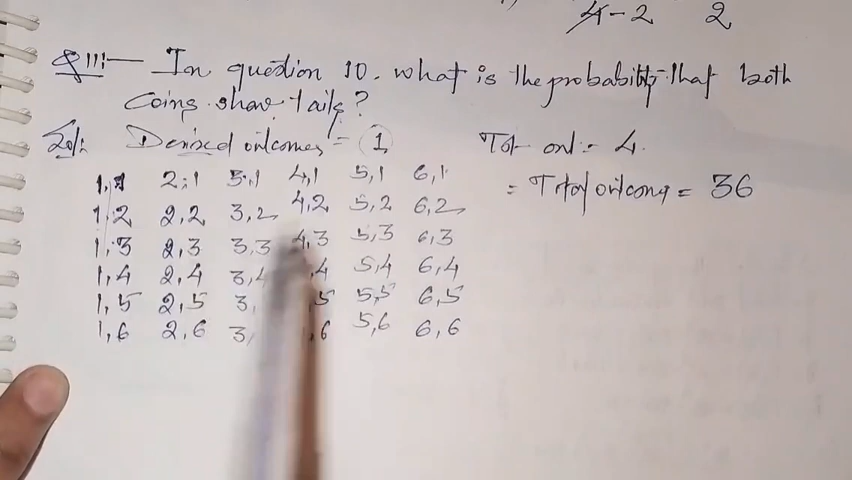 4-2 2
Q 11:- In question 10. what is the probability that both
coins show tails?
Sol: Desired outcomes = 1 Tot- out:- 4.
= Total outcomes = 36
1,1 2,1 3,1 4,1 5,1 6,1
1,2 2,2 3,2 4,2 5,2 6,2
1,3 2,3 3,3 4,3 5,3 6,3
1,4 2,4 3,4 ,4 5,4 6,4
1,5 2,5 3, ,5 5,5 6,5
1,6 2,6 3, ,6 5,6 6,6